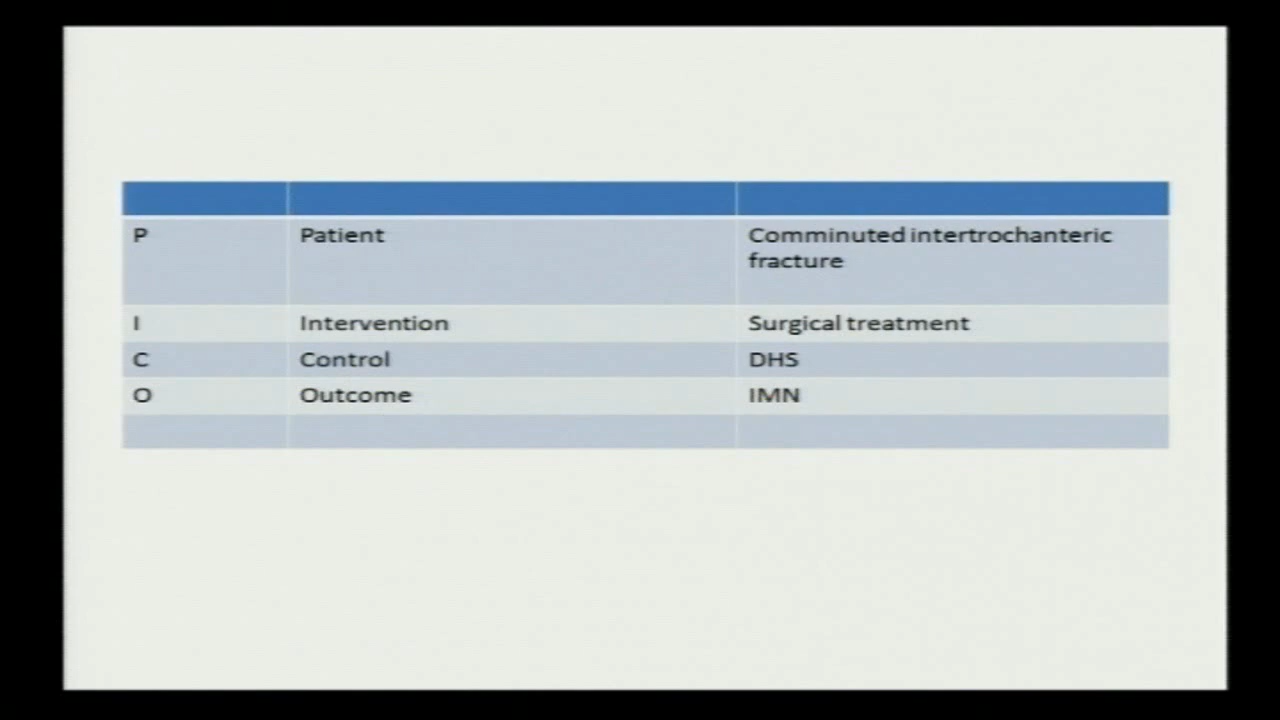 P Patient Comminuted intertrochanteric
fracture
I Intervention Surgical treatment
C Control DHS
O Outcome IMN